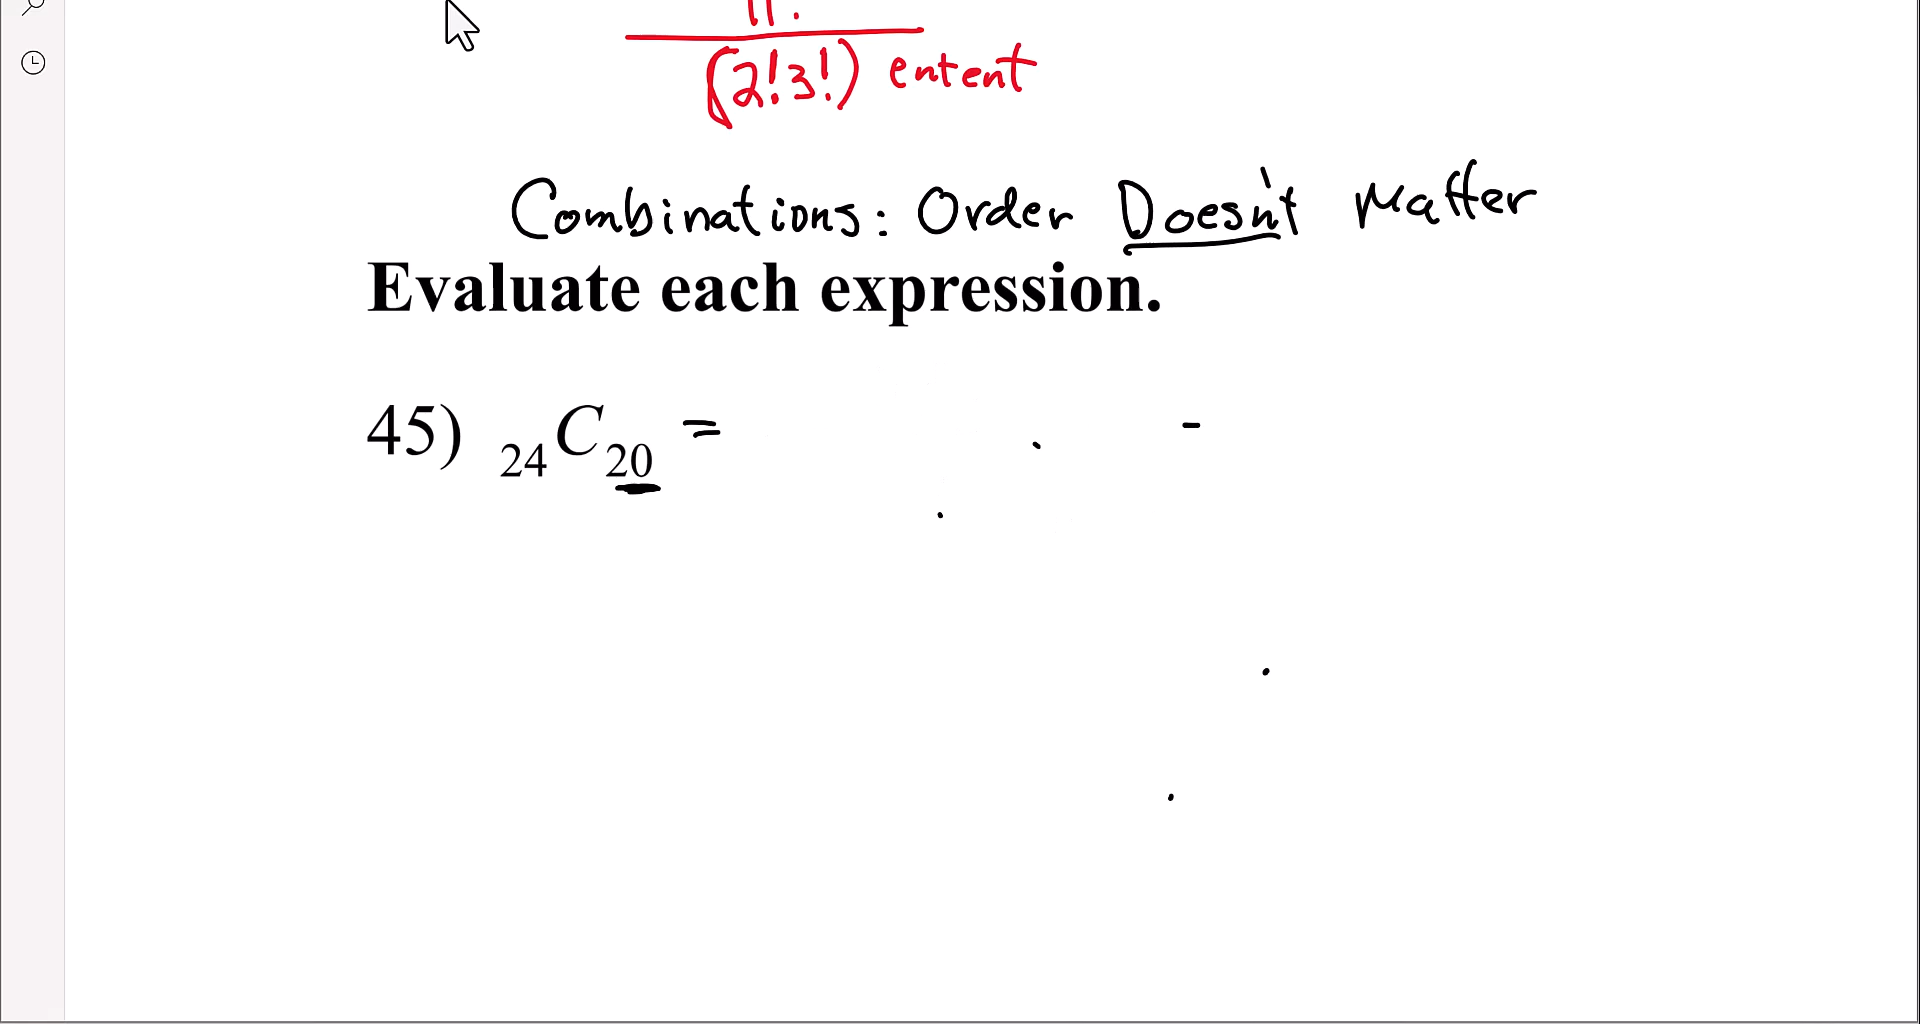 (2!3!) entent
Combinations: Order Doesn't Matter
Evaluate each expression.
45) ₂₄C₂₀ =